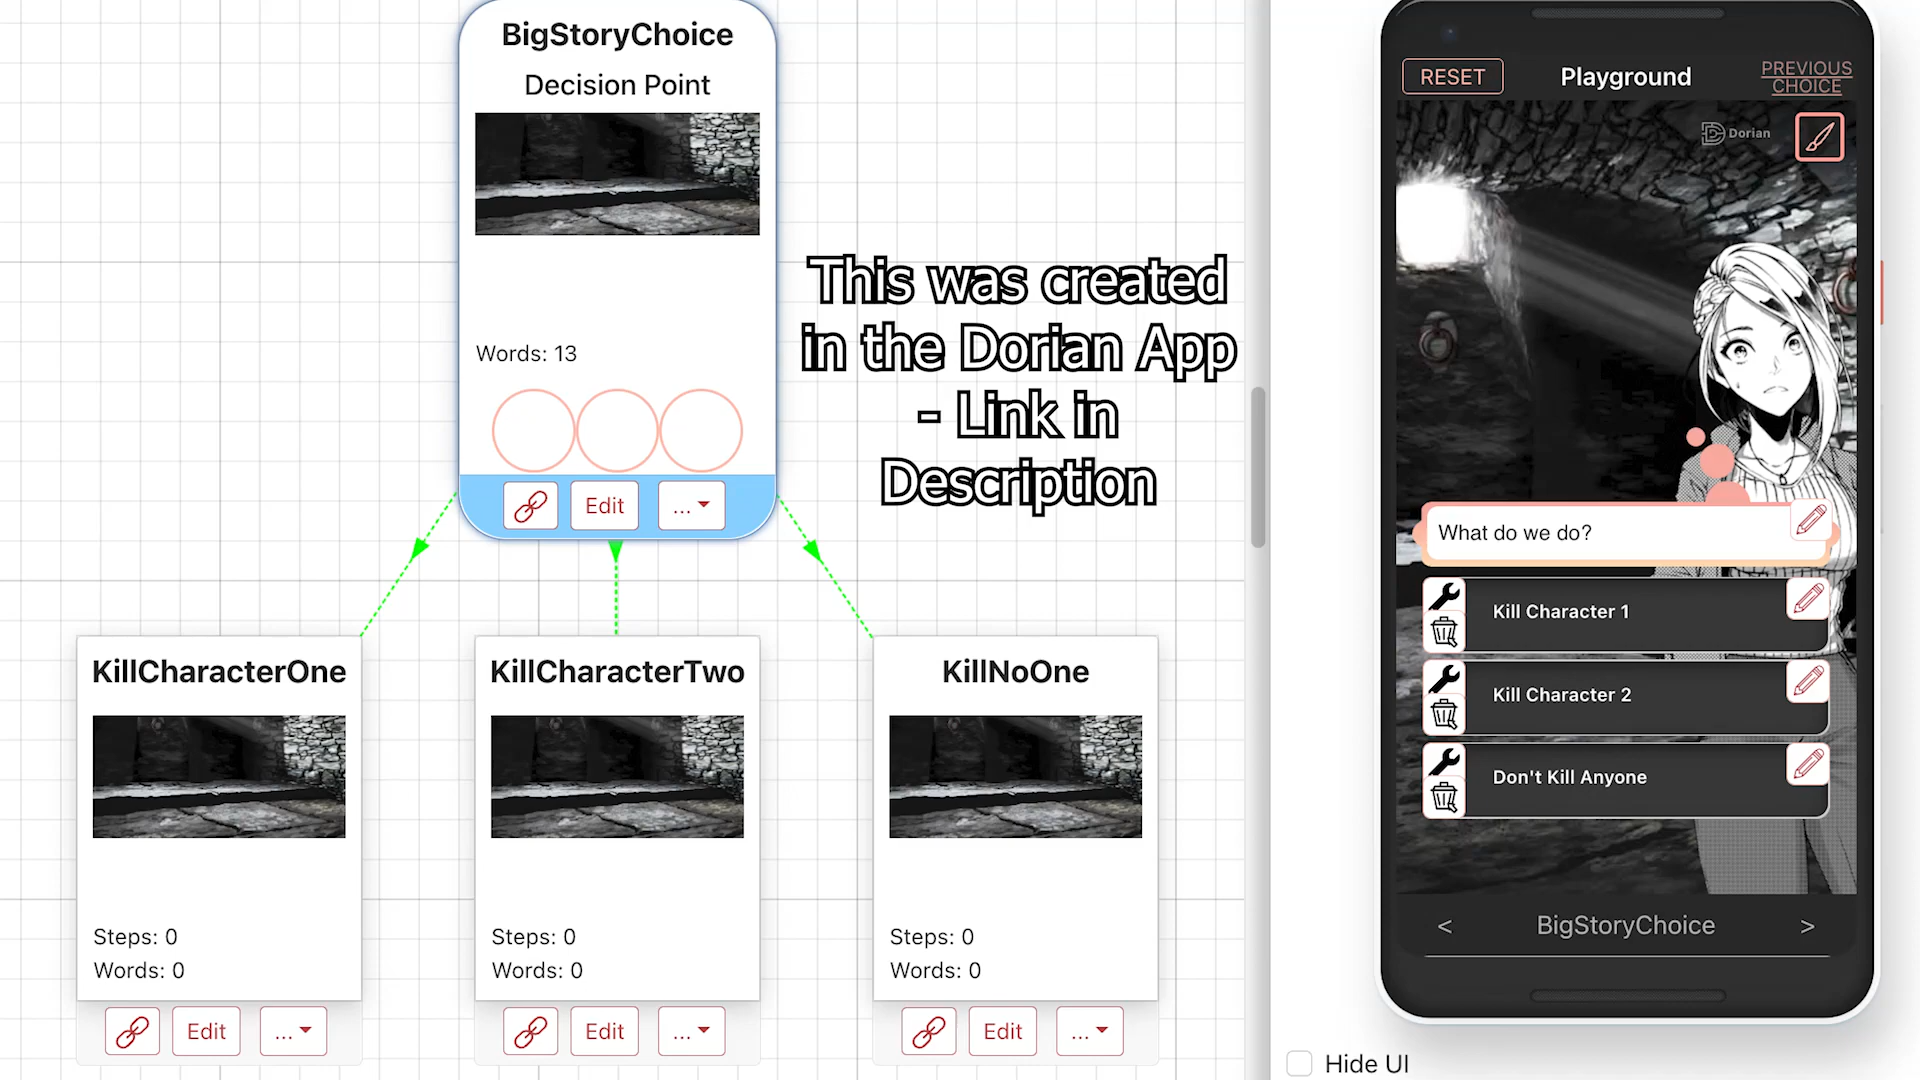 BigStoryChoice
Decision Point
Words: 13
Edit
...
This was created
in the Dorian App
- Link in
Description
KillCharacterOne
Steps: 0
Words: 0
Edit
...
KillCharacterTwo
Steps: 0
Words: 0
Edit
...
KillNoOne
Steps: 0
Words: 0
Edit
...
RESET
Playground
PREVIOUS
CHOICE
Dorian
What do we do?
Kill Character 1
Kill Character 2
Don't Kill Anyone
<
BigStoryChoice
>
Hide UI